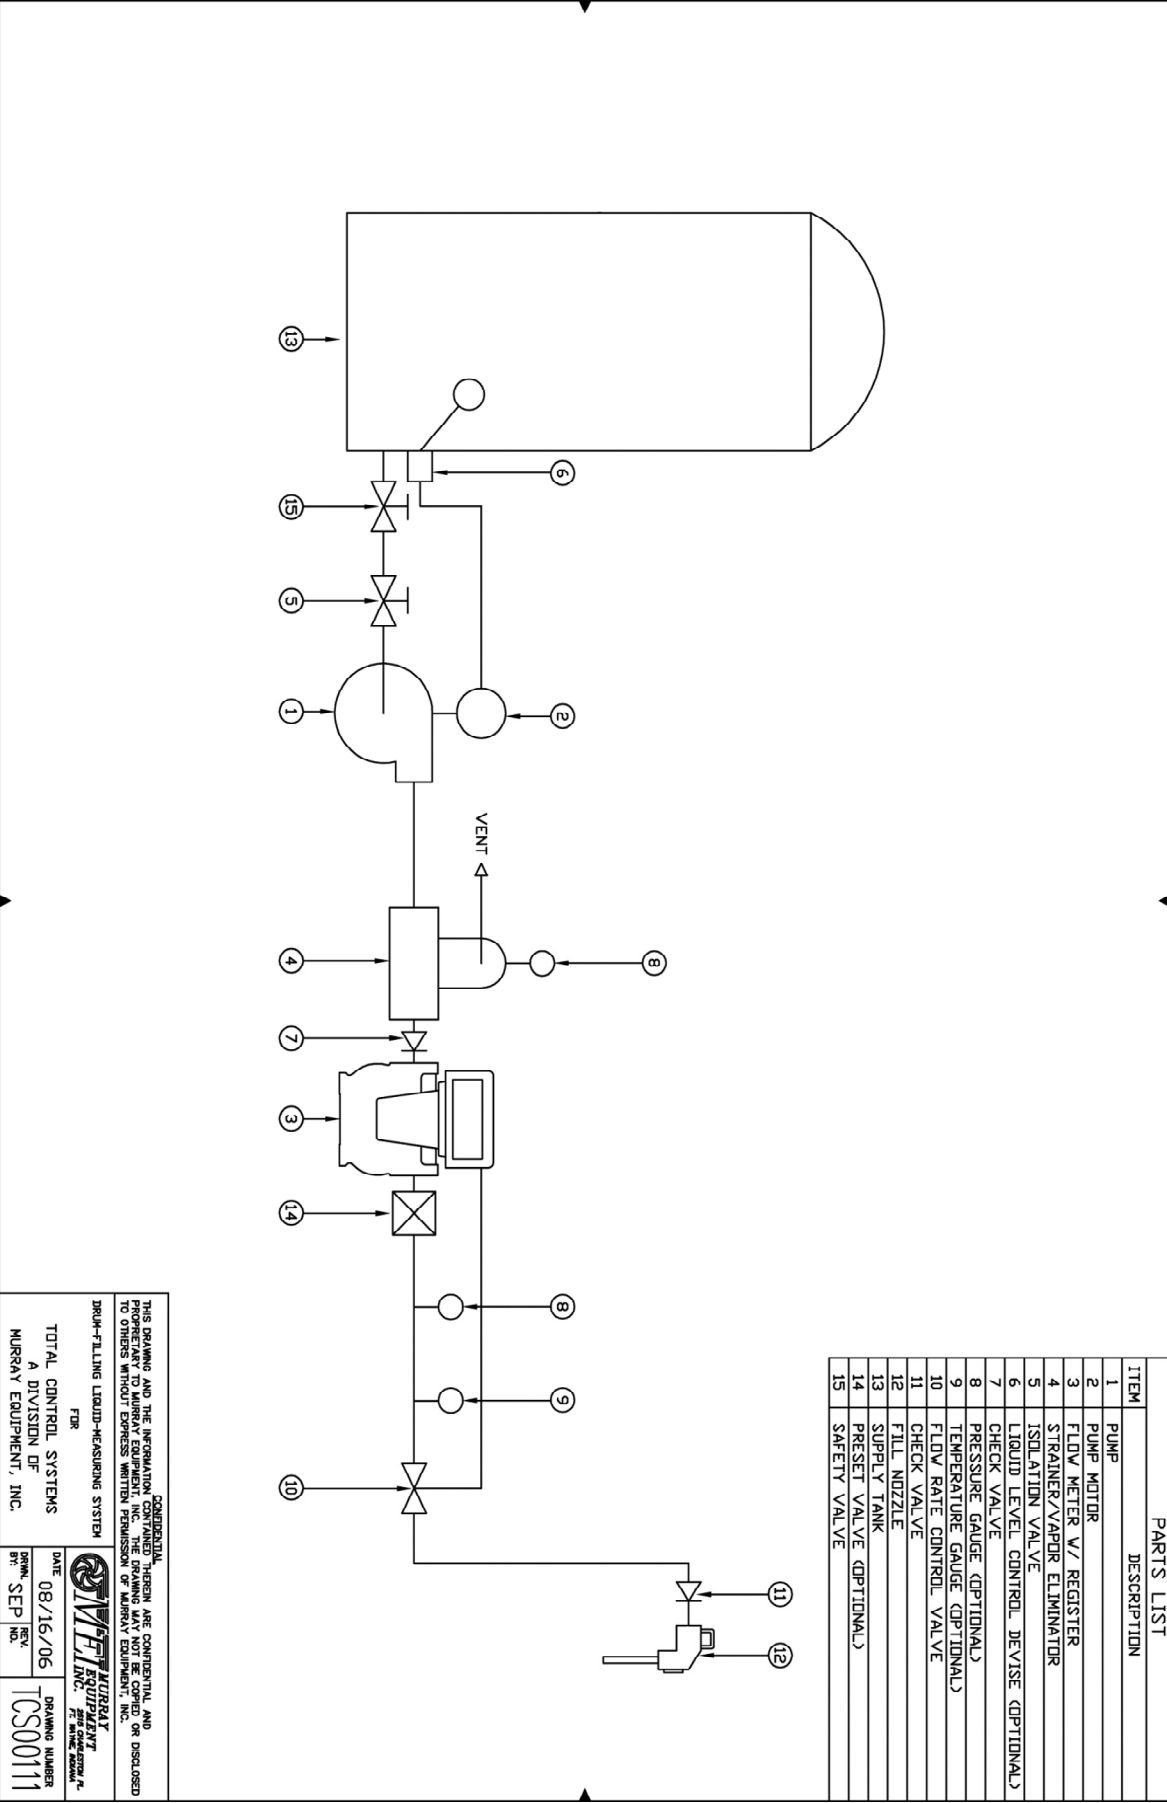 PARTS LIST
ITEM DESCRIPTION
1 PUMP
2 PUMP MOTOR
3 FLOW METER W/ REGISTER
4 STRAINER/VAPOR ELIMINATOR
5 ISOLATION VALVE
6 LIQUID LEVEL CONTROL DEVISE (OPTIONAL)
7 CHECK VALVE
8 PRESSURE GAUGE (OPTIONAL)
9 TEMPERATURE GAUGE (OPTIONAL)
10 FLOW RATE CONTROL VALVE
11 CHECK VALVE
12 FILL NOZZLE
13 SUPPLY TANK
14 PRESET VALVE (OPTIONAL)
15 SAFETY VALVE
11
12
8
6
2
8
9
VENT
13
15
5
1
4
7
3
14
10
CONFIDENTIAL
THIS DRAWING AND THE INFORMATION CONTAINED THEREIN ARE CONFIDENTIAL AND
PROPRIETARY TO MURRAY EQUIPMENT, INC. THE DRAWING MAY NOT BE COPIED OR DISCLOSED
TO OTHERS WITHOUT EXPRESS WRITTEN PERMISSION OF MURRAY EQUIPMENT, INC.
DRUM-FILLING LIQUID-MEASURING SYSTEM
FOR
TOTAL CONTROL SYSTEMS
A DIVISION OF
MURRAY EQUIPMENT, INC.
MEI INC.
MURRAY
EQUIPMENT
2515 CHARLESTON PL.
FT. WAYNE, INDIANA
DATE 08/16/06
DRWN. BY: SEP
REV. NO.
DRAWING NUMBER
TCS00111